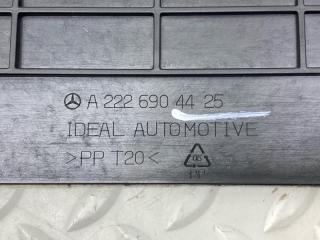 A 222 690 44 25
IDEAL AUTOMOTIVE
>PP T20<
05
PP